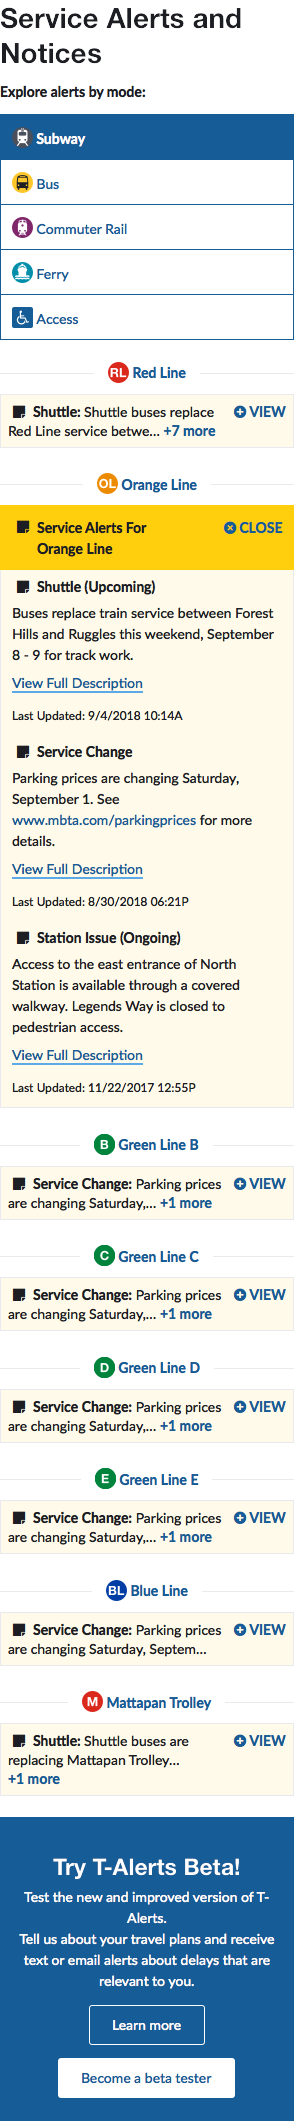 Service Alerts and
Notices
Explore alerts by mode:
Subway
Bus
Commuter Rail
Ferry
Access
RL Red Line
Shuttle: Shuttle buses replace
Red Line service betwe... +7 more
VIEW
OL Orange Line
Service Alerts For
Orange Line
CLOSE
Shuttle (Upcoming)
Buses replace train service between Forest
Hills and Ruggles this weekend, September
8 - 9 for track work.
View Full Description
Last Updated: 9/4/2018 10:14A
Service Change
Parking prices are changing Saturday,
September 1. See
www.mbta.com/parkingprices for more
details.
View Full Description
Last Updated: 8/30/2018 06:21P
Station Issue (Ongoing)
Access to the east entrance of North
Station is available through a covered
walkway. Legends Way is closed to
pedestrian access.
View Full Description
Last Updated: 11/22/2017 12:55P
B Green Line B
Service Change: Parking prices
are changing Saturday,... +1 more
VIEW
C Green Line C
Service Change: Parking prices
are changing Saturday,... +1 more
VIEW
D Green Line D
Service Change: Parking prices
are changing Saturday,... +1 more
VIEW
E Green Line E
Service Change: Parking prices
are changing Saturday,... +1 more
VIEW
BL Blue Line
Service Change: Parking prices
are changing Saturday, Septem...
VIEW
M Mattapan Trolley
Shuttle: Shuttle buses are
replacing Mattapan Trolley...
+1 more
VIEW
Try T-Alerts Beta!
Test the new and improved version of T-
Alerts.
Tell us about your travel plans and receive
text or email alerts about delays that are
relevant to you.
Learn more
Become a beta tester